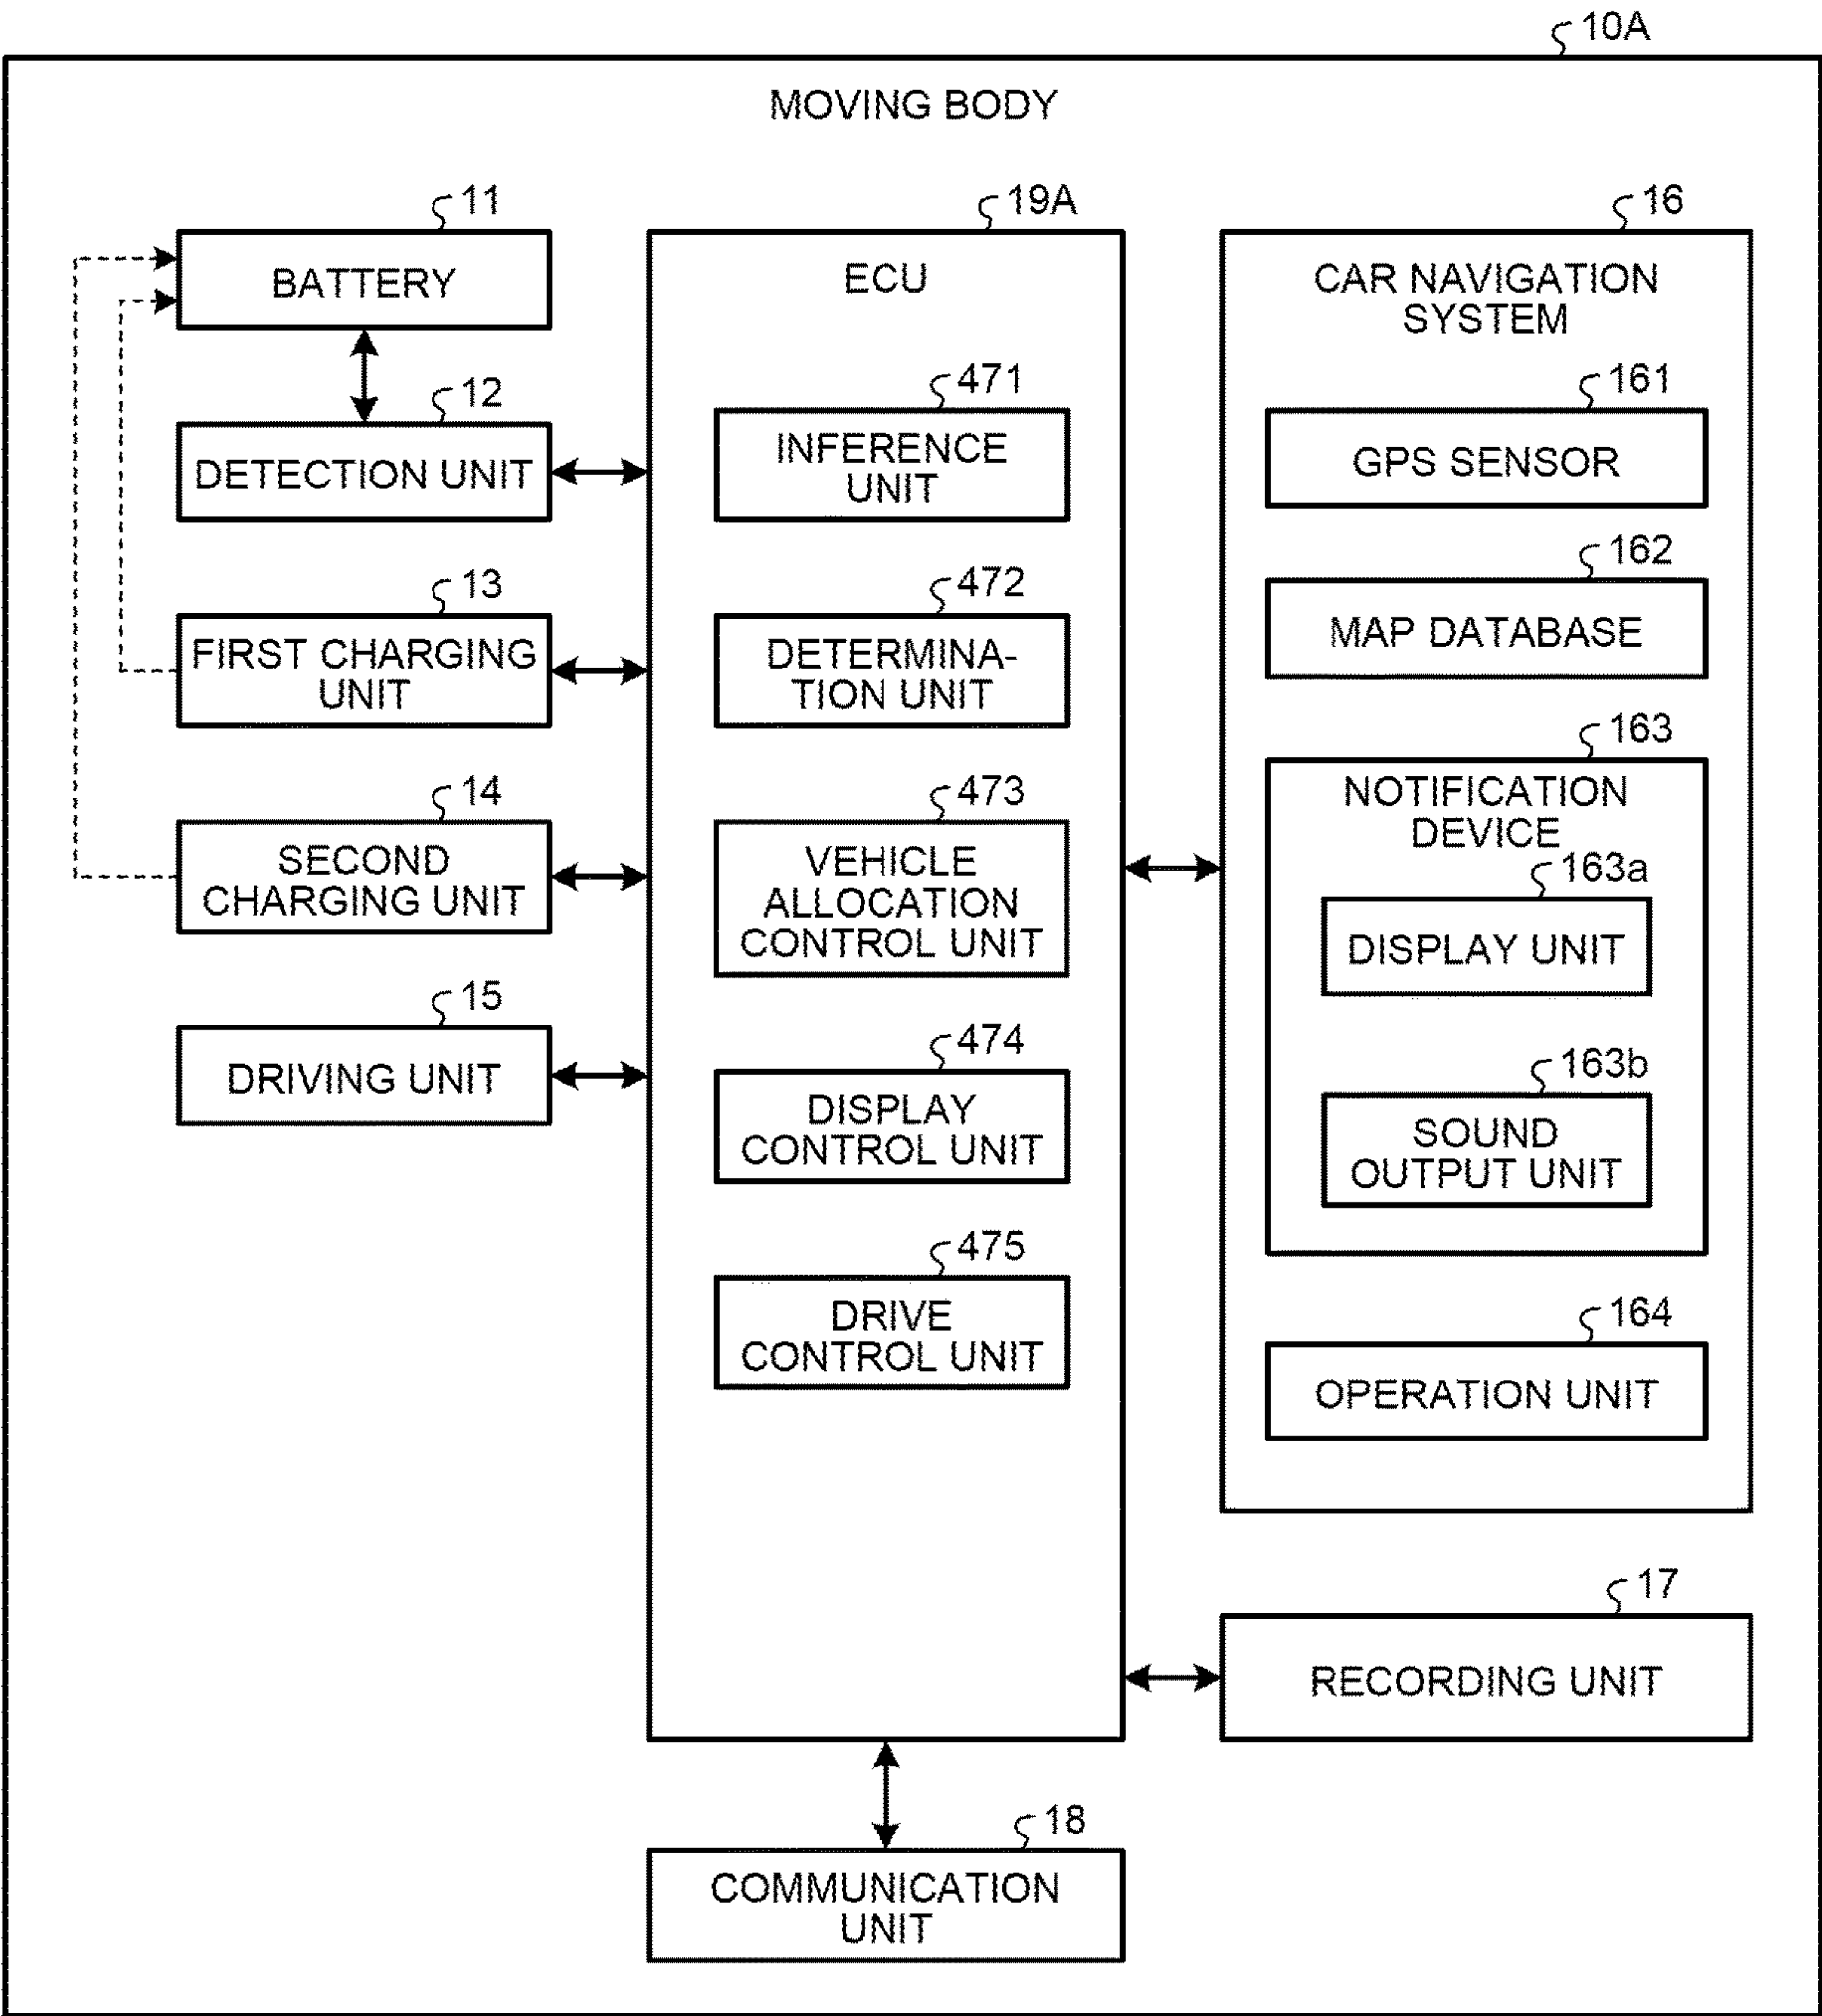 10A
MOVING BODY
11
BATTERY
12
DETECTION UNIT
13
FIRST CHARGING
UNIT
14
SECOND
CHARGING UNIT
15
DRIVING UNIT
19A
ECU
471
INFERENCE
UNIT
472
DETERMINA-
TION UNIT
473
VEHICLE
ALLOCATION
CONTROL UNIT
474
DISPLAY
CONTROL UNIT
475
DRIVE
CONTROL UNIT
16
CAR NAVIGATION
SYSTEM
161
GPS SENSOR
162
MAP DATABASE
163
NOTIFICATION
DEVICE
163a
DISPLAY UNIT
163b
SOUND
OUTPUT UNIT
164
OPERATION UNIT
17
RECORDING UNIT
18
COMMUNICATION
UNIT